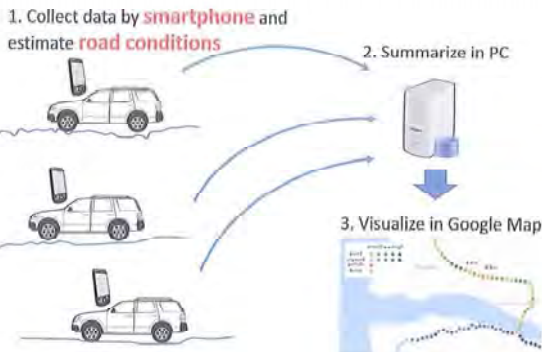 1. Collect data by smartphone and
estimate road conditions
2. Summarize in PC
3, Visualize in Google Map